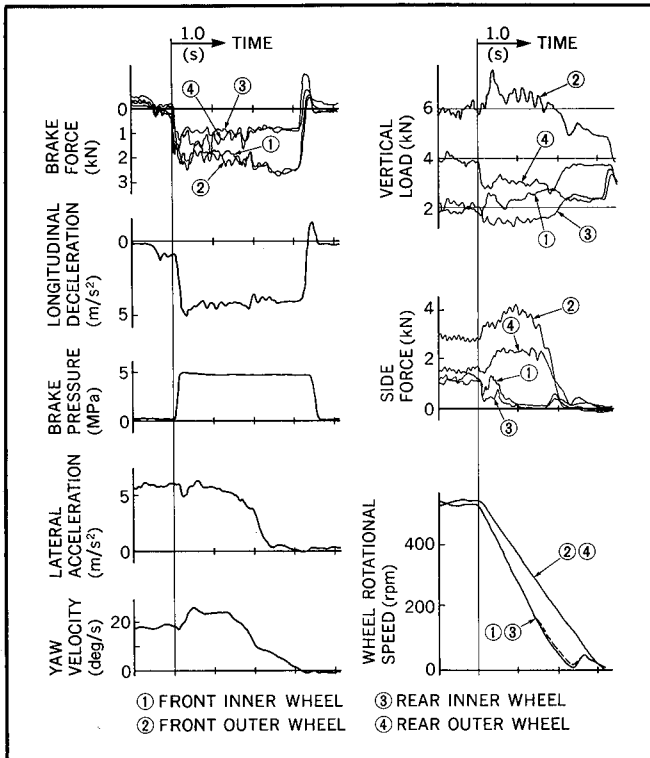 1.0
(s)
TIME
④ ③
0
1
2
3
①
②
BRAKE
FORCE
(kN)
0
5
LONGITUDINAL
DECELERATION
(m/s²)
5
0
BRAKE
PRESSURE
(MPa)
5
0
LATERAL
ACCELERATION
(m/s²)
20
0
YAW
VELOCITY
(deg/s)
1.0
(s)
TIME
②
6
4
2
④
①
③
VERTICAL
LOAD (kN)
4
2
0
②
④
①
③
SIDE
FORCE (kN)
400
200
0
② ④
① ③
WHEEL ROTATIONAL
SPEED (rpm)
① FRONT INNER WHEEL
③ REAR INNER WHEEL
② FRONT OUTER WHEEL
④ REAR OUTER WHEEL